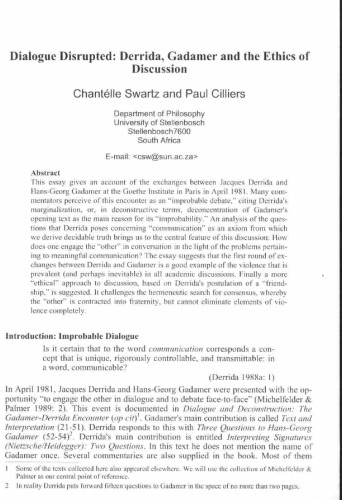 Dialogue Disrupted: Derrida, Gadamer and the Ethics of
Discussion
Chantélle Swartz and Paul Cilliers
Department of Philosophy
University of Stellenbosch
Stellenbosch7600
South Africa
E-mail: <csw@sun.ac.za>
Abstract
This essay gives an account of the exchanges between Jacques Derrida and
Hans-Georg Gadamer at the Goethe Institute in Paris in April 1981. Many com-
mentators perceive of this encounter as an “improbable debate,” citing Derrida's
marginalization, or, in deconstructive terms, deconcentration of Gadamer's
opening text as the main reason for its “improbability.” An analysis of the ques-
tions that Derrida poses concerning “communication” as an axiom from which
we derive decidable truth brings us to the central feature of this discussion: How
does one engage the “other” in conversation in the light of the problems pertain-
ing to meaningful communication? The essay suggests that the first round of ex-
changes between Derrida and Gadamer is a good example of the violence that is
prevalent (and perhaps inevitable) in all academic discussions. Finally a more
“ethical” approach to discussion, based on Derrida's postulation of a “friend-
ship,” is suggested. It challenges the hermeneutic search for consensus, whereby
the “other” is contracted into fraternity, but cannot eliminate elements of vio-
lence completely.
Introduction: Improbable Dialogue
Is it certain that to the word communication corresponds a con-
cept that is unique, rigorously controllable, and transmittable: in
a word, communicable?
(Derrida 1988a: 1)
In April 1981, Jacques Derrida and Hans-Georg Gadamer were presented with the op-
portunity “to engage the other in dialogue and to debate face-to-face” (Michelfelder &
Palmer 1989: 2). This event is documented in Dialogue and Deconstruction: The
Gadamer-Derrida Encounter (op cit)¹. Gadamer's main contribution is called Text and
Interpretation (21-51). Derrida responds to this with Three Questions to Hans-Georg
Gadamer (52-54)². Derrida's main contribution is entitled Interpreting Signatures
(Nietzsche/Heidegger): Two Questions. In this text he does not mention the name of
Gadamer once. Several commentaries are also supplied in the book. Most of them
1 Some of the texts collected here also appeared elsewhere. We will use the collection of Michelfelder &
Palmer as our central point of reference.
2 In reality Derrida puts forward fifteen questions to Gadamer in the space of no more than two pages.